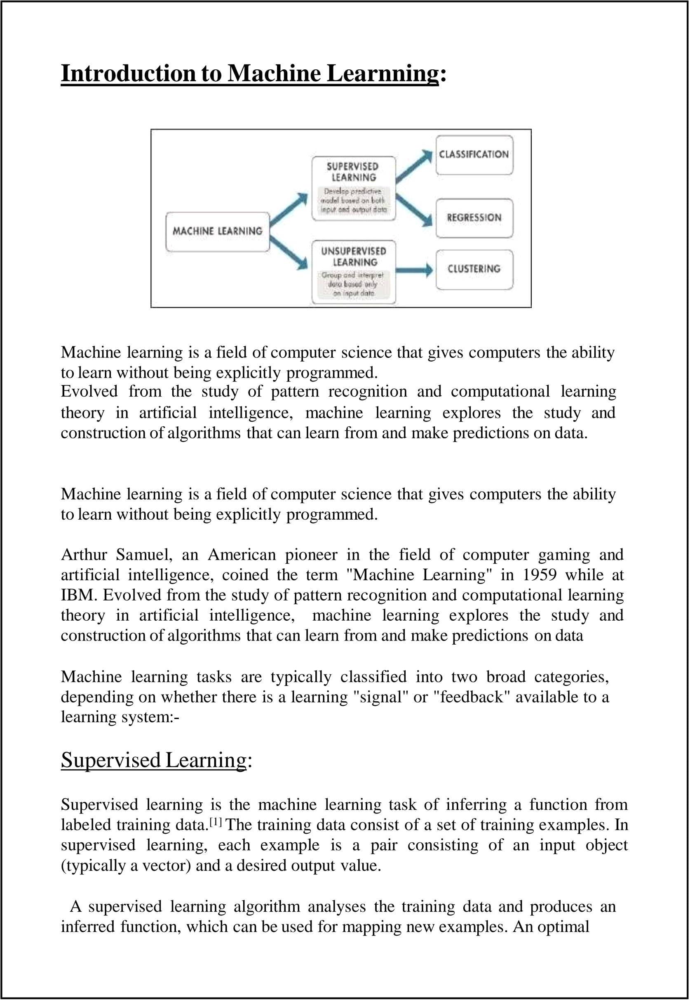 Introduction to Machine Learnning:
MACHINE LEARNING
SUPERVISED
LEARNING
Develop predictive
model based on both
input and output data
UNSUPERVISED
LEARNING
Group and interpret
data based only
on input data
CLASSIFICATION
REGRESSION
CLUSTERING
Machine learning is a field of computer science that gives computers the ability
to learn without being explicitly programmed.
Evolved from the study of pattern recognition and computational learning
theory in artificial intelligence, machine learning explores the study and
construction of algorithms that can learn from and make predictions on data.
Machine learning is a field of computer science that gives computers the ability
to learn without being explicitly programmed.
Arthur Samuel, an American pioneer in the field of computer gaming and
artificial intelligence, coined the term "Machine Learning" in 1959 while at
IBM. Evolved from the study of pattern recognition and computational learning
theory in artificial intelligence, machine learning explores the study and
construction of algorithms that can learn from and make predictions on data
Machine learning tasks are typically classified into two broad categories,
depending on whether there is a learning "signal" or "feedback" available to a
learning system:-
Supervised Learning:
Supervised learning is the machine learning task of inferring a function from
labeled training data.[1] The training data consist of a set of training examples. In
supervised learning, each example is a pair consisting of an input object
(typically a vector) and a desired output value.
A supervised learning algorithm analyses the training data and produces an
inferred function, which can be used for mapping new examples. An optimal